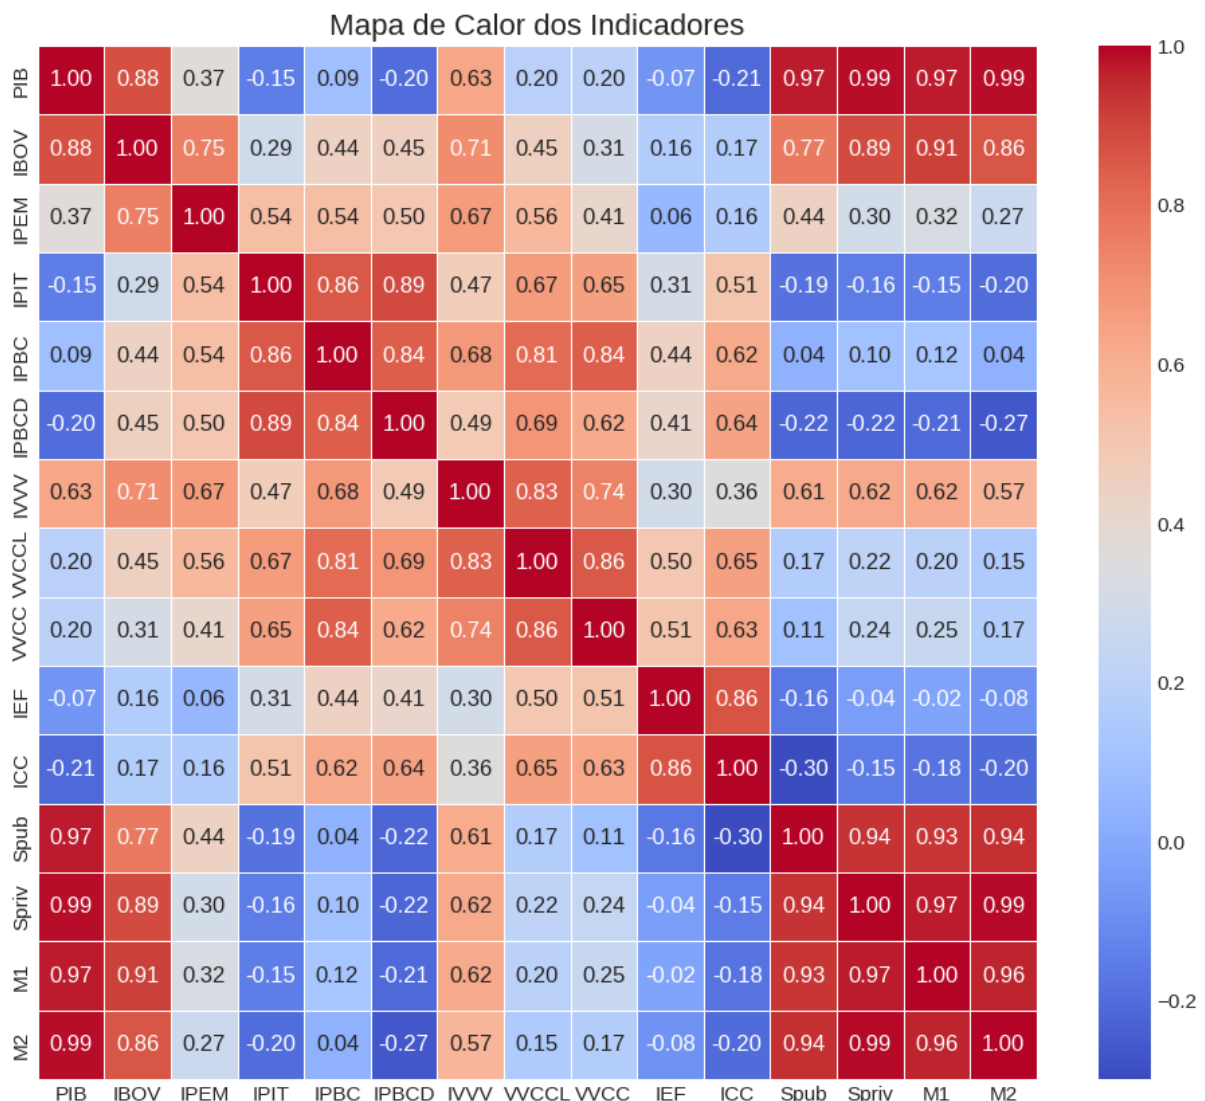 Mapa de Calor dos Indicadores
PIB 1.00 0.88 0.37 -0.15 0.09 -0.20 0.63 0.20 0.20 -0.07 -0.21 0.97 0.99 0.97 0.99
IBOV 0.88 1.00 0.75 0.29 0.44 0.45 0.71 0.45 0.31 0.16 0.17 0.77 0.89 0.91 0.86
IPEM 0.37 0.75 1.00 0.54 0.54 0.50 0.67 0.56 0.41 0.06 0.16 0.44 0.30 0.32 0.27
IPIT -0.15 0.29 0.54 1.00 0.86 0.89 0.47 0.67 0.65 0.31 0.51 -0.19 -0.16 -0.15 -0.20
IPBC 0.09 0.44 0.54 0.86 1.00 0.84 0.68 0.81 0.84 0.44 0.62 0.04 0.10 0.12 0.04
IPBCD -0.20 0.45 0.50 0.89 0.84 1.00 0.49 0.69 0.62 0.41 0.64 -0.22 -0.22 -0.21 -0.27
IVVV 0.63 0.71 0.67 0.47 0.68 0.49 1.00 0.83 0.74 0.30 0.36 0.61 0.62 0.62 0.57
VVCCL 0.20 0.45 0.56 0.67 0.81 0.69 0.83 1.00 0.86 0.50 0.65 0.17 0.22 0.20 0.15
VVCC 0.20 0.31 0.41 0.65 0.84 0.62 0.74 0.86 1.00 0.51 0.63 0.11 0.24 0.25 0.17
IEF -0.07 0.16 0.06 0.31 0.44 0.41 0.30 0.50 0.51 1.00 0.86 -0.16 -0.04 -0.02 -0.08
ICC -0.21 0.17 0.16 0.51 0.62 0.64 0.36 0.65 0.63 0.86 1.00 -0.30 -0.15 -0.18 -0.20
Spub 0.97 0.77 0.44 -0.19 0.04 -0.22 0.61 0.17 0.11 -0.16 -0.30 1.00 0.94 0.93 0.94
Spriv 0.99 0.89 0.30 -0.16 0.10 -0.22 0.62 0.22 0.24 -0.04 -0.15 0.94 1.00 0.97 0.99
M1 0.97 0.91 0.32 -0.15 0.12 -0.21 0.62 0.20 0.25 -0.02 -0.18 0.93 0.97 1.00 0.96
M2 0.99 0.86 0.27 -0.20 0.04 -0.27 0.57 0.15 0.17 -0.08 -0.20 0.94 0.99 0.96 1.00
PIB IBOV IPEM IPIT IPBC IPBCD IVVV VVCCL VVCC IEF ICC Spub Spriv M1 M2
1.0
0.8
0.6
0.4
0.2
0.0
−0.2